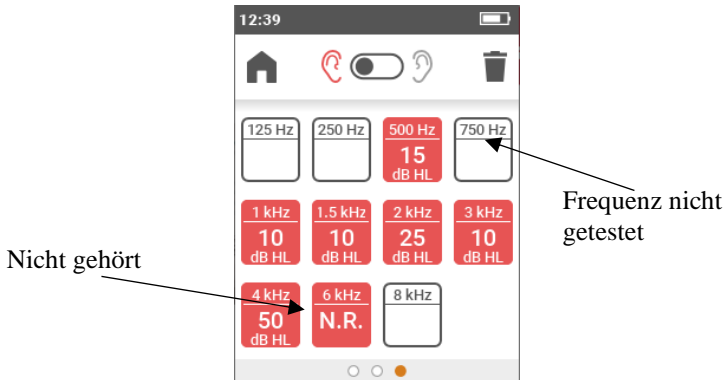 12:39
125 Hz 250 Hz 500 Hz 750 Hz
15
dB HL
Frequenz nicht
getestet
1 kHz 1.5 kHz 2 kHz 3 kHz
10 10 25 10
dB HL dB HL dB HL dB HL
Nicht gehört
4 kHz 6 kHz 8 kHz
50 N.R.
dB HL